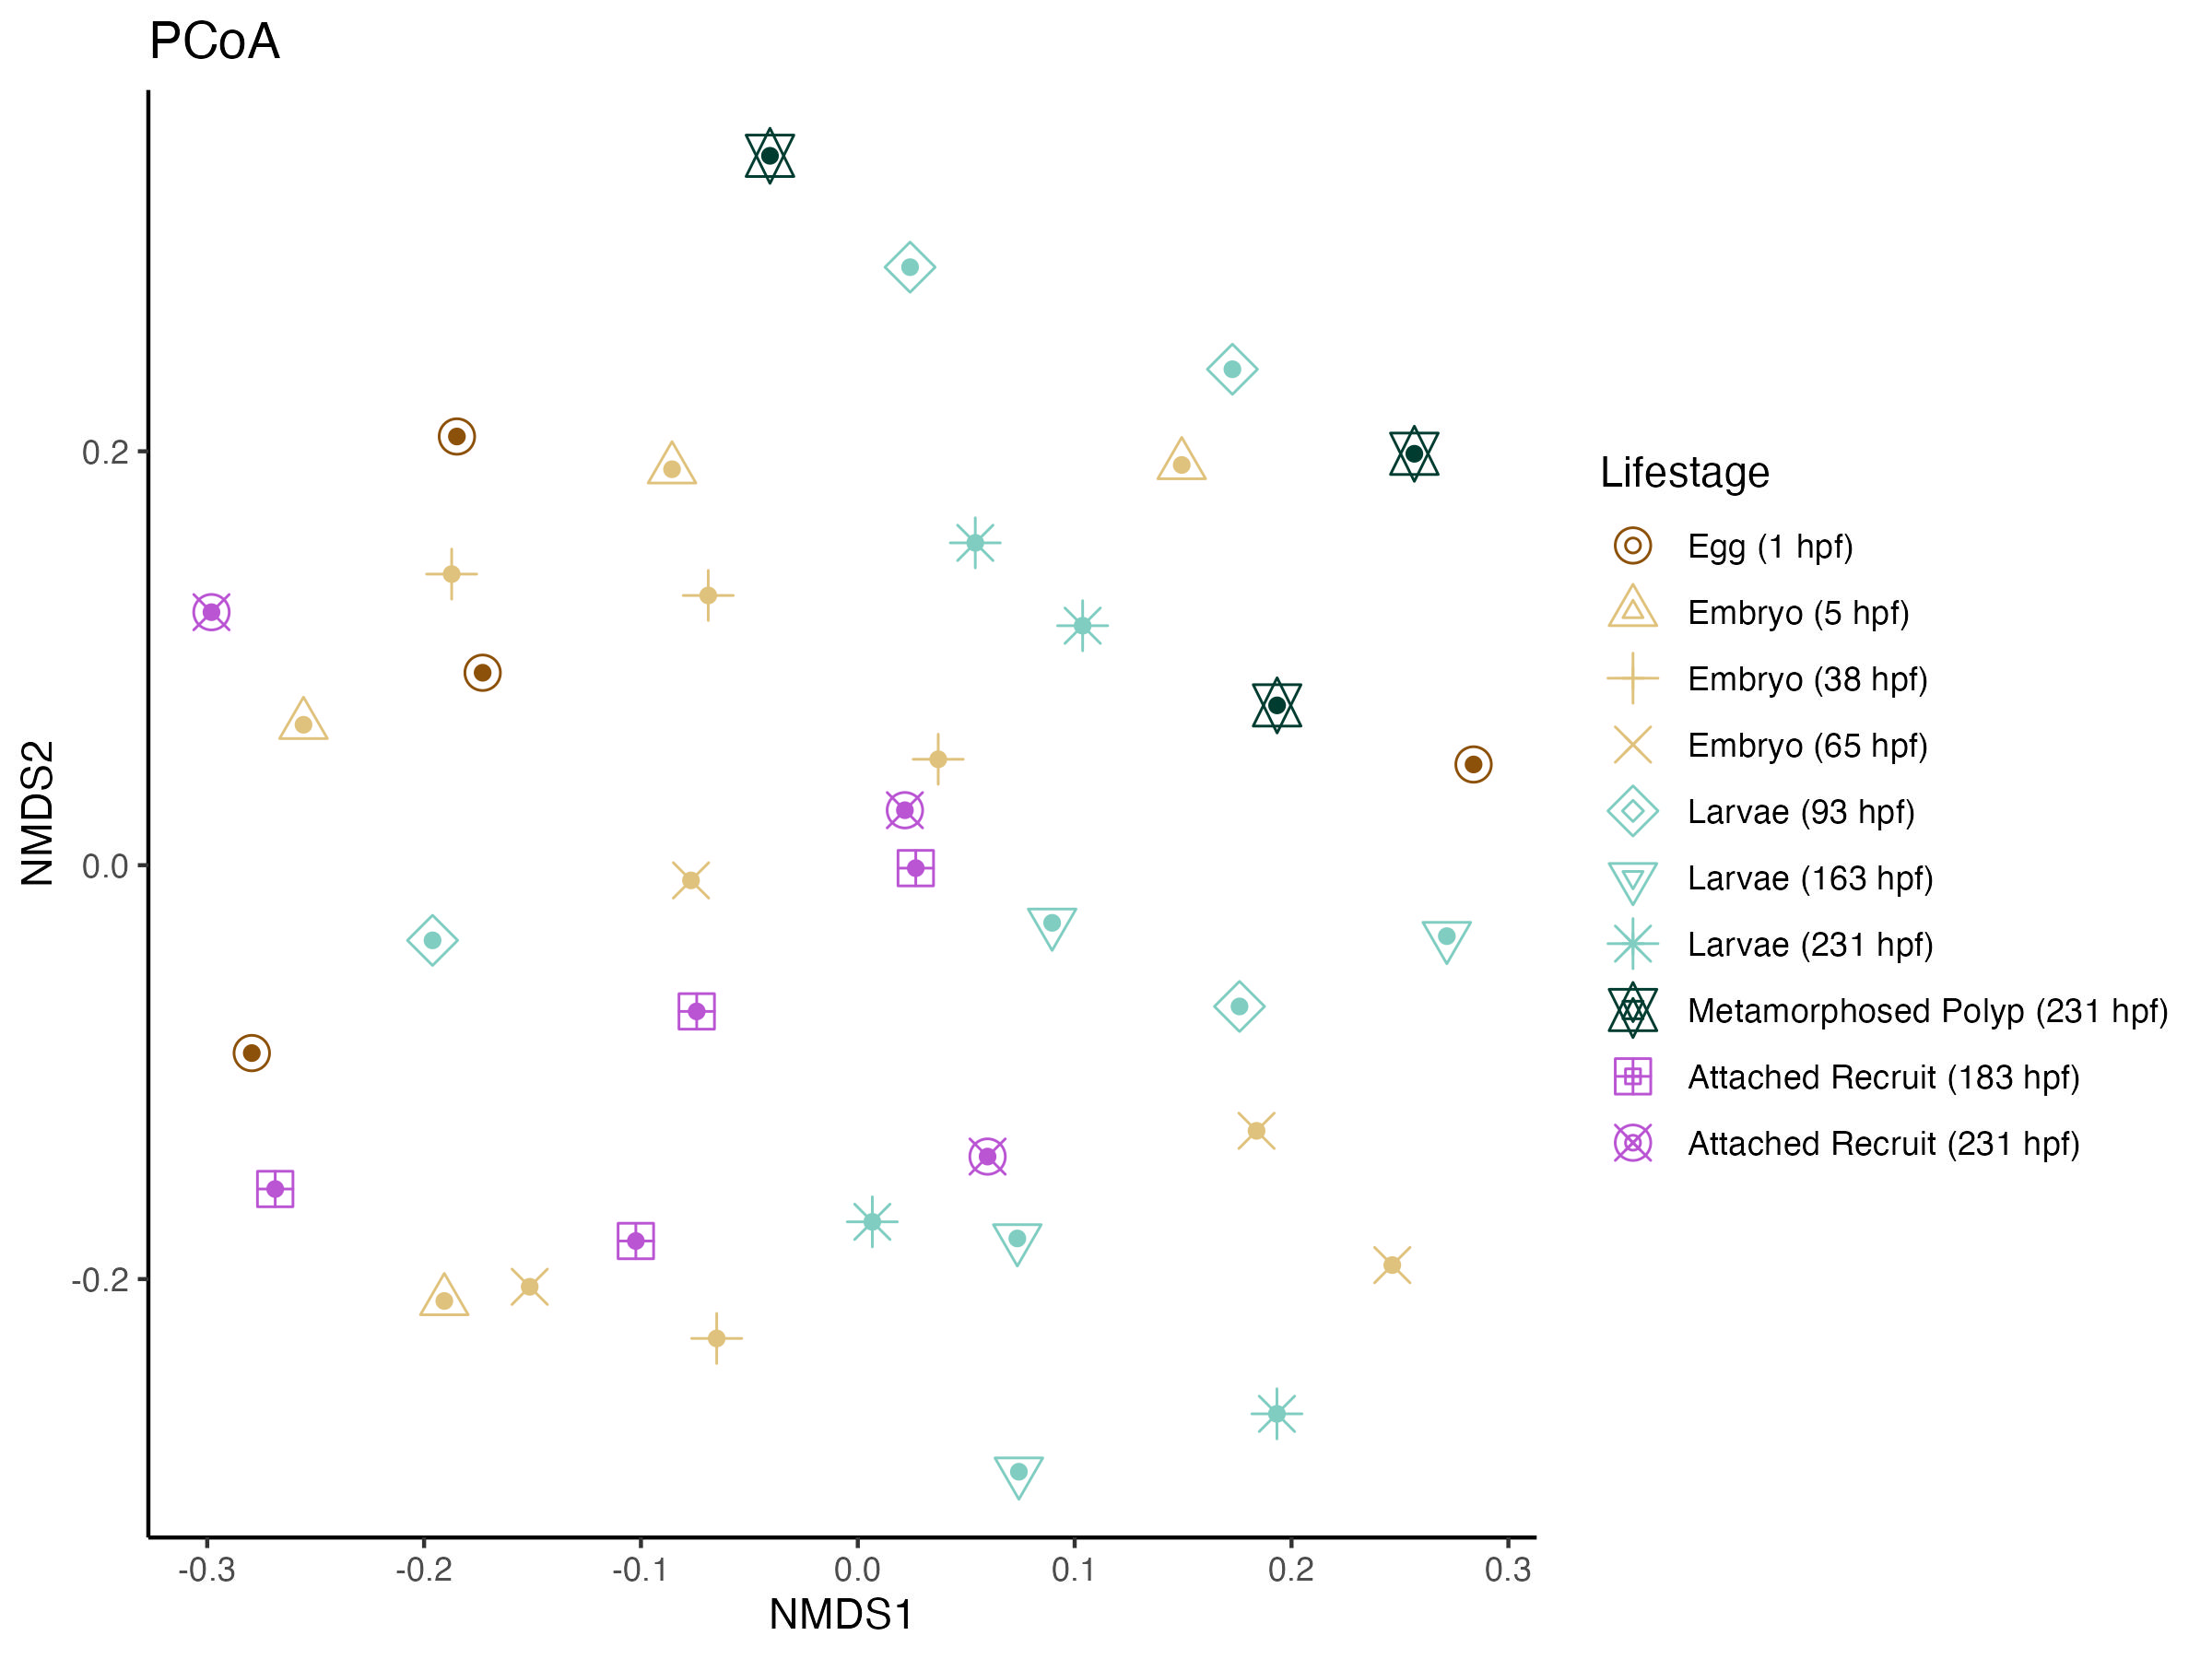 PCoA
NMDS2
0.2
0.0
-0.2
-0.3
-0.2
-0.1
0.0
0.1
0.2
0.3
NMDS1
Lifestage
Egg (1 hpf)
Embryo (5 hpf)
Embryo (38 hpf)
Embryo (65 hpf)
Larvae (93 hpf)
Larvae (163 hpf)
Larvae (231 hpf)
Metamorphosed Polyp (231 hpf)
Attached Recruit (183 hpf)
Attached Recruit (231 hpf)